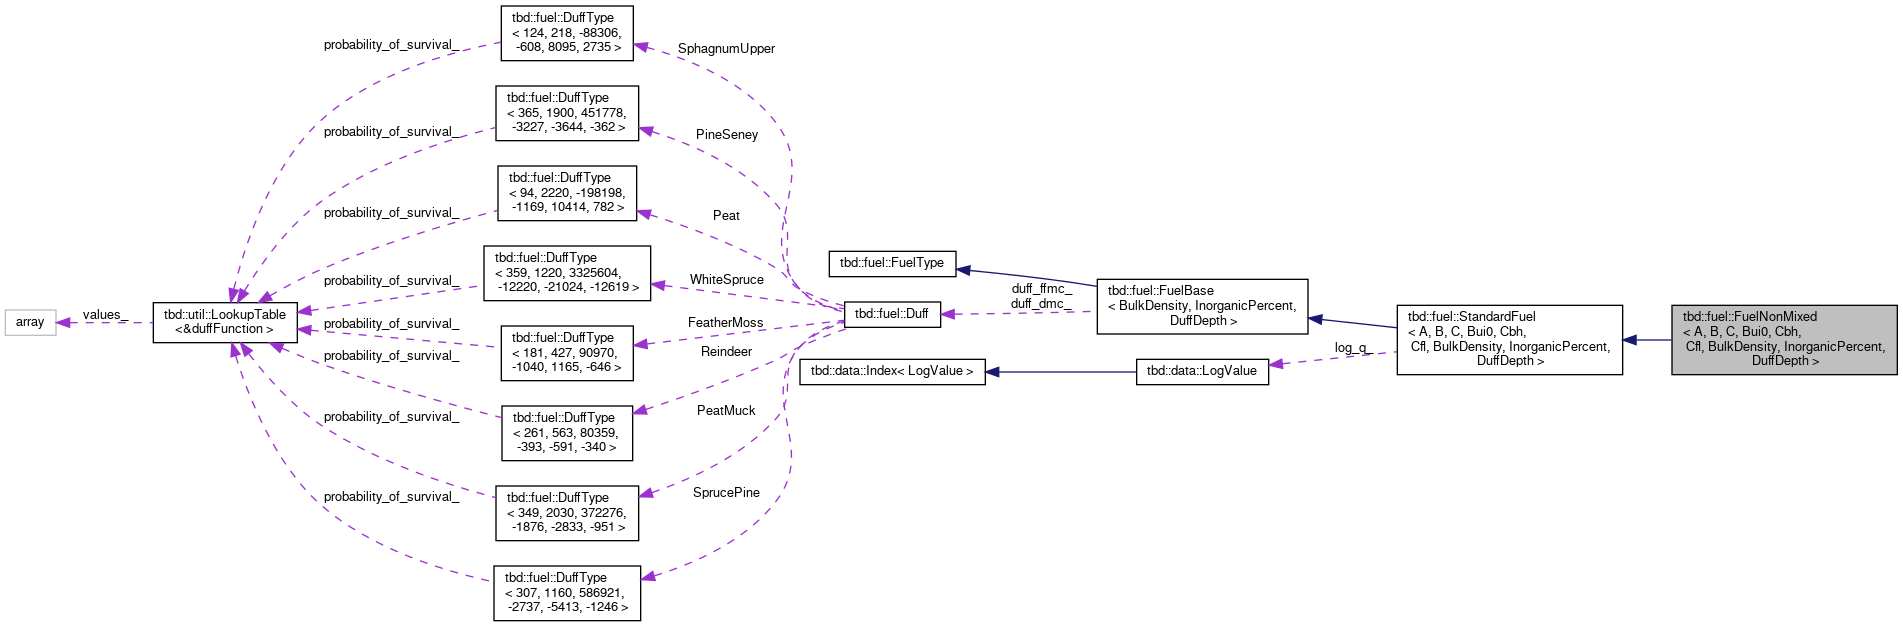 array
values_
tbd::util::LookupTable
< &duffFunction >
probability_of_survival_
probability_of_survival_
probability_of_survival_
probability_of_survival_
probability_of_survival_
probability_of_survival_
probability_of_survival_
probability_of_survival_
tbd::fuel::DuffType
< 124, 218, -88306,
-608, 8095, 2735 >
tbd::fuel::DuffType
< 365, 1900, 451778,
-3227, -3644, -362 >
tbd::fuel::DuffType
< 94, 2220, -198198,
-1169, 10414, 782 >
tbd::fuel::DuffType
< 359, 1220, 3325604,
-12220, -21024, -12619 >
tbd::fuel::DuffType
< 181, 427, 90970,
-1040, 1165, -646 >
tbd::fuel::DuffType
< 261, 563, 80359,
-393, -591, -340 >
tbd::fuel::DuffType
< 349, 2030, 372276,
-1876, -2833, -951 >
tbd::fuel::DuffType
< 307, 1160, 586921,
-2737, -5413, -1246 >
SphagnumUpper
PineSeney
Peat
WhiteSpruce
FeatherMoss
Reindeer
PeatMuck
SprucePine
tbd::fuel::FuelType
tbd::fuel::Duff
tbd::data::Index< LogValue >
duff_ffmc_
duff_dmc_
tbd::fuel::FuelBase
< BulkDensity, InorganicPercent,
DuffDepth >
tbd::data::LogValue
log_q_
tbd::fuel::StandardFuel
< A, B, C, Bui0, Cbh,
Cfl, BulkDensity, InorganicPercent,
DuffDepth >
tbd::fuel::FuelNonMixed
< A, B, C, Bui0, Cbh,
Cfl, BulkDensity, InorganicPercent,
DuffDepth >